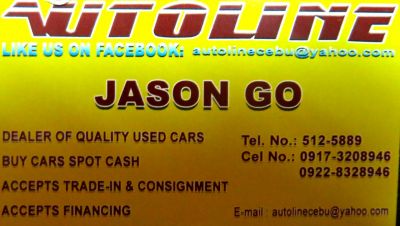 AUTOLINE
LIKE US ON FACEBOOK: autolinecebu@yahoo.com
JASON GO
DEALER OF QUALITY USED CARS
BUY CARS SPOT CASH
ACCEPTS TRADE-IN & CONSIGNMENT
ACCEPTS FINANCING
Tel. No.: 512-5889
Cel No.: 0917-3208946
0922-8328946
E-mail : autolinecebu@yahoo.com